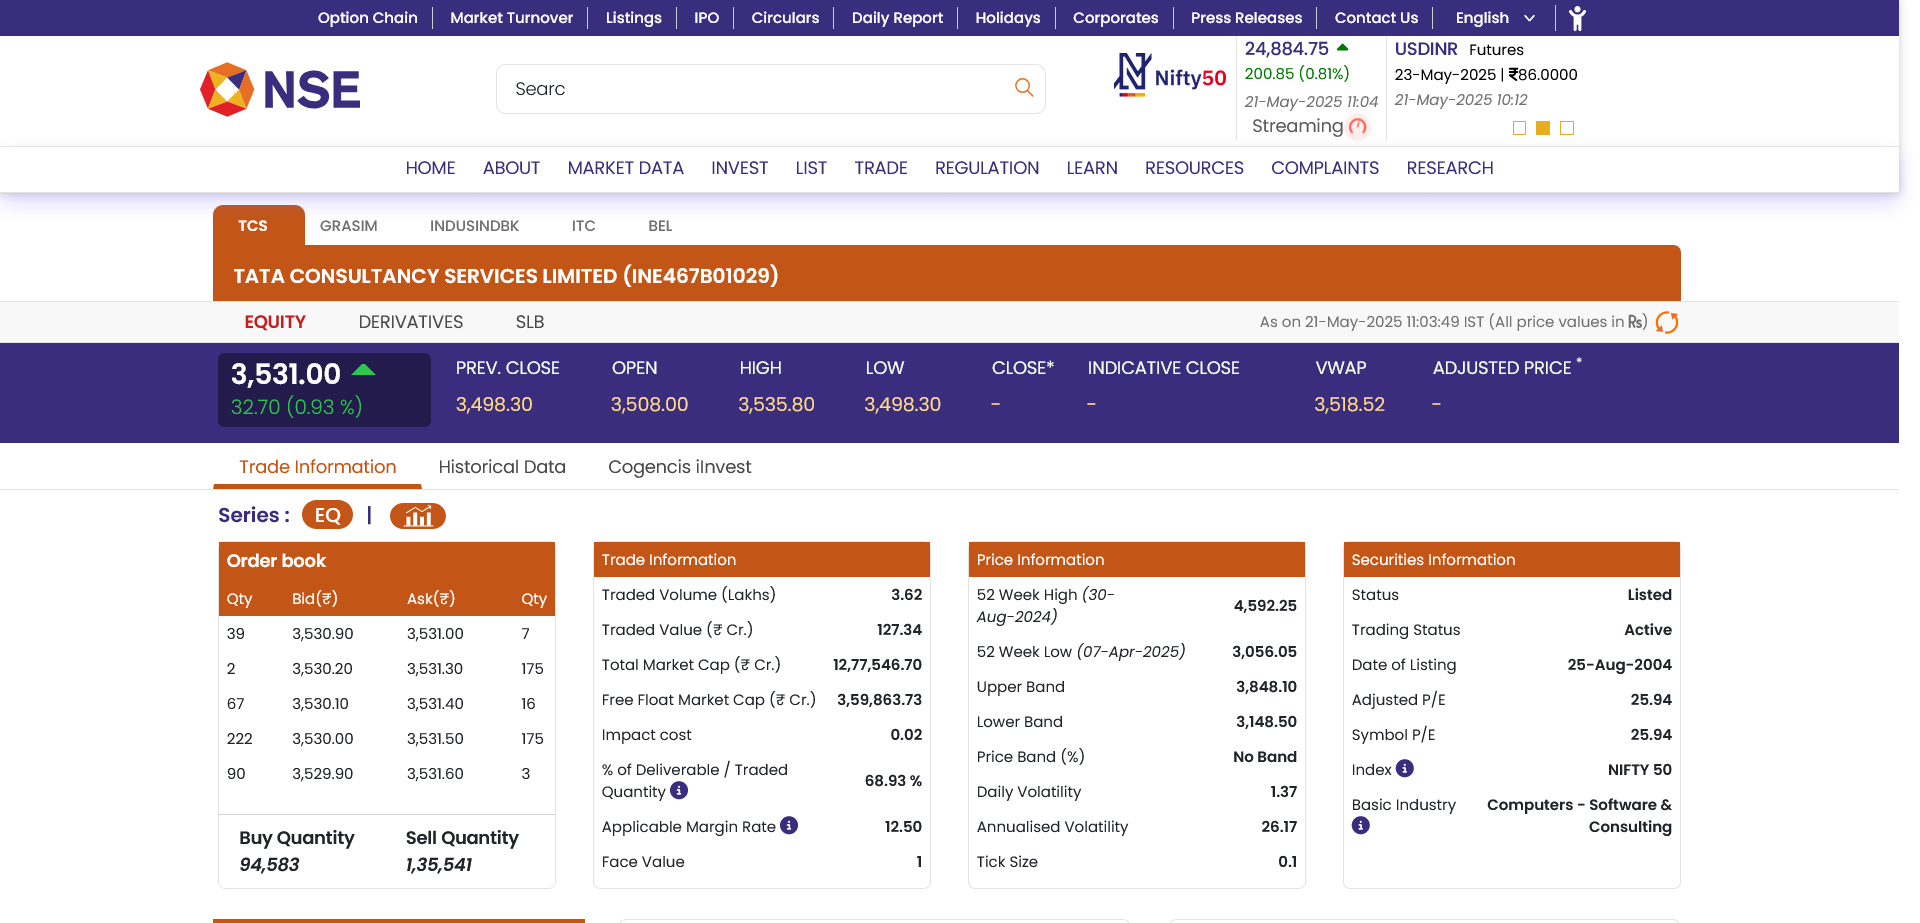 Option Chain Market Turnover Listings IPO Circulars Daily Report Holidays Corporates Press Releases Contact Us English
NSE
Searc
Nifty50
24,884.75
200.85 (0.81%)
21-May-2025 11:04
Streaming
USDINR Futures
23-May-2025 | ₹86.0000
21-May-2025 10:12
HOME ABOUT MARKET DATA INVEST LIST TRADE REGULATION LEARN RESOURCES COMPLAINTS RESEARCH
TCS GRASIM INDUSINDBK ITC BEL
TATA CONSULTANCY SERVICES LIMITED (INE467B01029)
EQUITY DERIVATIVES SLB As on 21-May-2025 11:03:49 IST (All price values in ₨)
3,531.00
32.70 (0.93 %)
PREV. CLOSE OPEN HIGH LOW CLOSE* INDICATIVE CLOSE VWAP ADJUSTED PRICE *
3,498.30 3,508.00 3,535.80 3,498.30 - - 3,518.52 -
Trade Information Historical Data Cogencis iInvest
Series : EQ |
Order book
Qty Bid(₹) Ask(₹) Qty
39 3,530.90 3,531.00 7
2 3,530.20 3,531.30 175
67 3,530.10 3,531.40 16
222 3,530.00 3,531.50 175
90 3,529.90 3,531.60 3
Buy Quantity Sell Quantity
94,583 1,35,541
Trade Information
Traded Volume (Lakhs) 3.62
Traded Value (₹ Cr.) 127.34
Total Market Cap (₹ Cr.) 12,77,546.70
Free Float Market Cap (₹ Cr.) 3,59,863.73
Impact cost 0.02
% of Deliverable / Traded
Quantity 68.93 %
Applicable Margin Rate 12.50
Face Value 1
Price Information
52 Week High (30-
Aug-2024) 4,592.25
52 Week Low (07-Apr-2025) 3,056.05
Upper Band 3,848.10
Lower Band 3,148.50
Price Band (%) No Band
Daily Volatility 1.37
Annualised Volatility 26.17
Tick Size 0.1
Securities Information
Status Listed
Trading Status Active
Date of Listing 25-Aug-2004
Adjusted P/E 25.94
Symbol P/E 25.94
Index NIFTY 50
Basic Industry Computers - Software &
Consulting